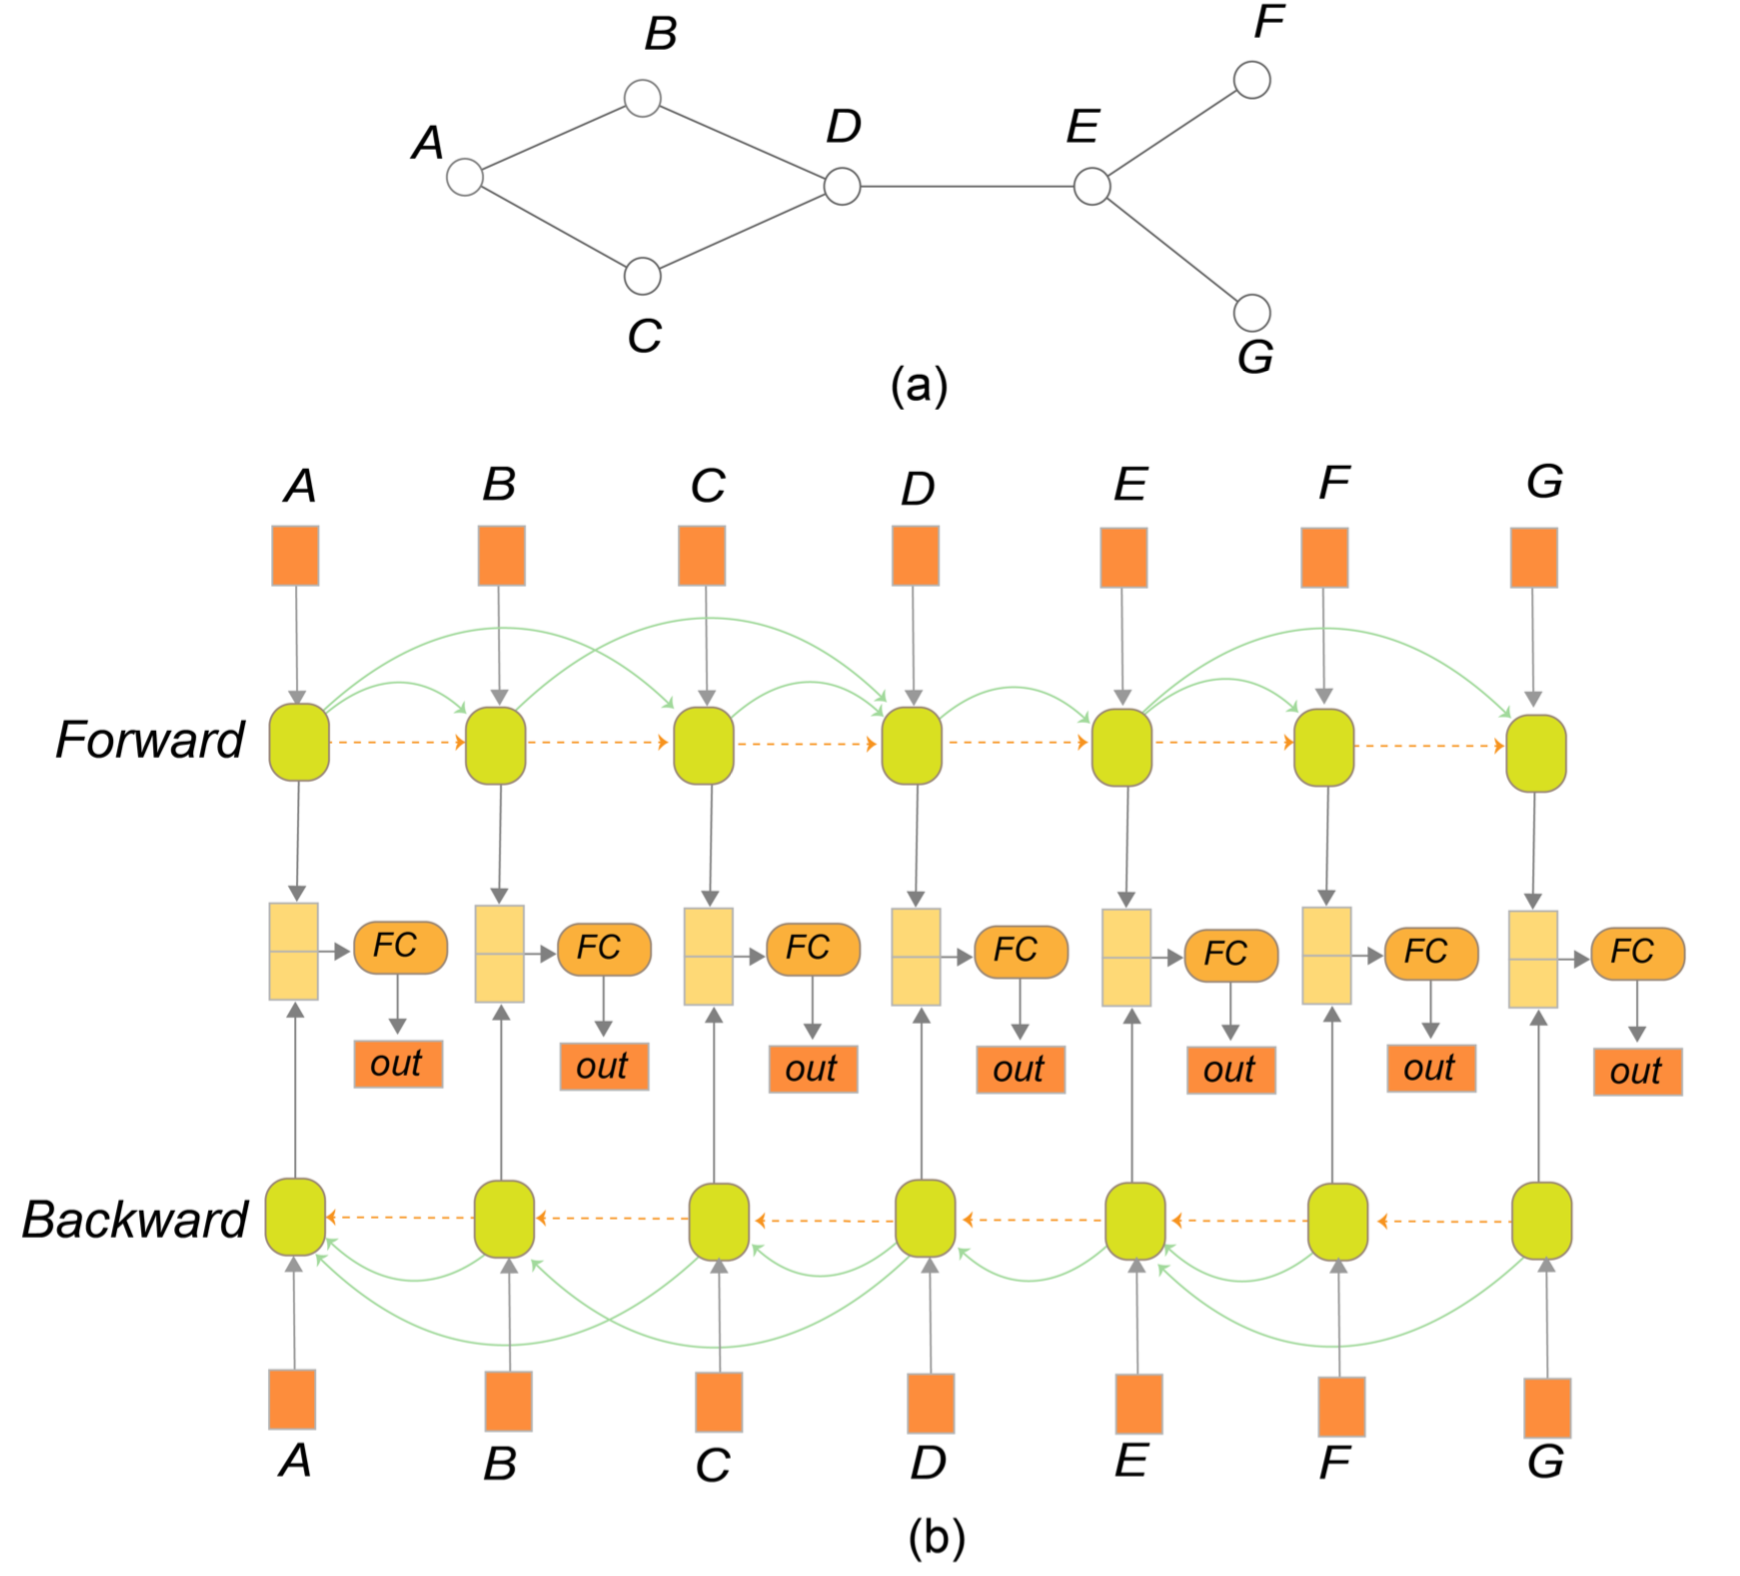 B
F
A
D
E
C
G
(a)
A B C D E F G
Forward
FC FC FC FC FC FC FC
out out out out out out out
Backward
A B C D E F G
(b)